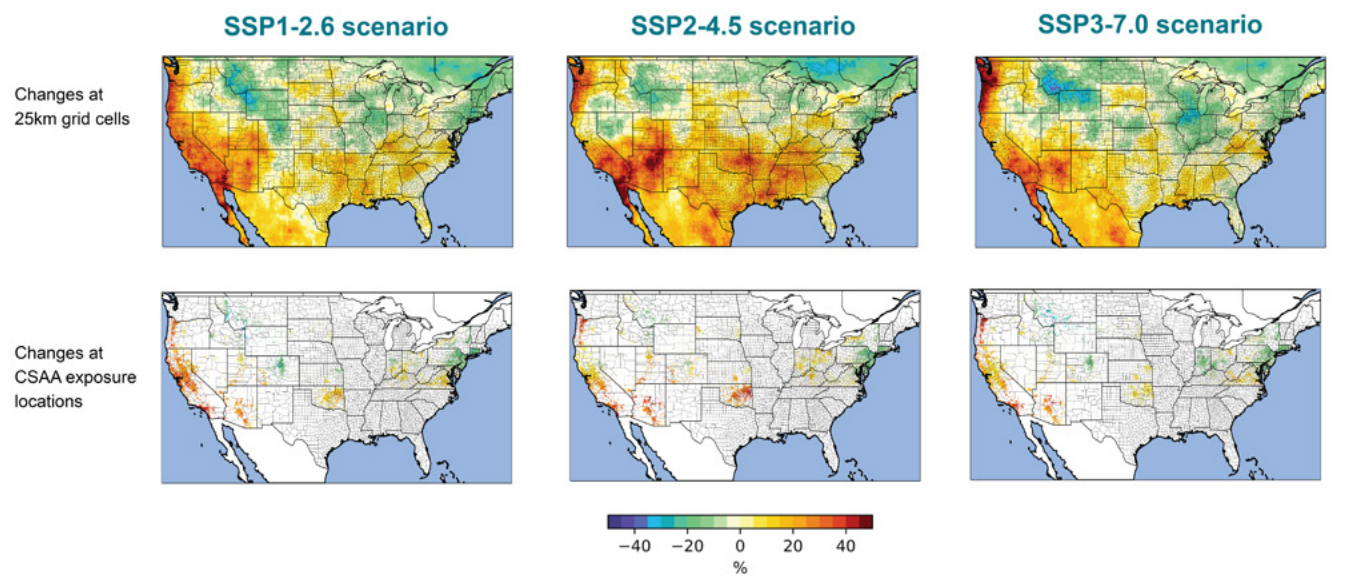 SSP1-2.6 scenario
SSP2-4.5 scenario
SSP3-7.0 scenario
Changes at
25km grid cells
Changes at
CSAA exposure
locations
−40
−20
0
20
40
%